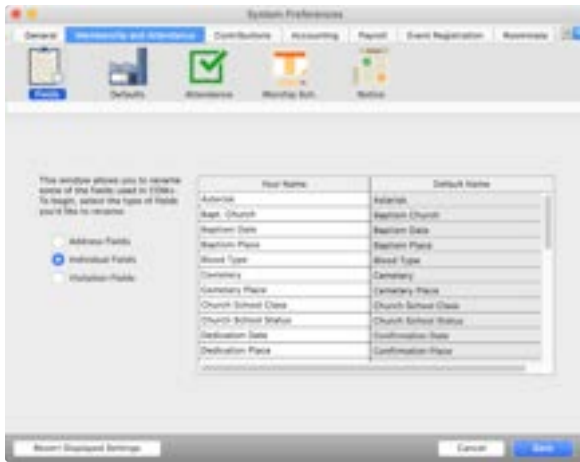 System Preferences
General
Membership and Attendance
Contributions
Accounting
Payroll
Event Registration
Roommate
Fields
Defaults
Attendance
Worship Sch.
Notice
This window allows you to rename
some of the fields used in
To begin, select the type of fields
you'd like to rename:
Address Fields
Individual Fields
Visitation Fields
Your Name Default Name
Asterisk Asterisk
Bapt. Church Baptism Church
Baptism Date Baptism Date
Baptism Place Baptism Place
Blood Type Blood Type
Cemetery Cemetery
Cemetery Place Cemetery Place
Church School Class Church School Class
Church School Status Church School Status
Dedication Date Confirmation Date
Dedication Place Confirmation Place
Revert Displayed Settings
Cancel
Save